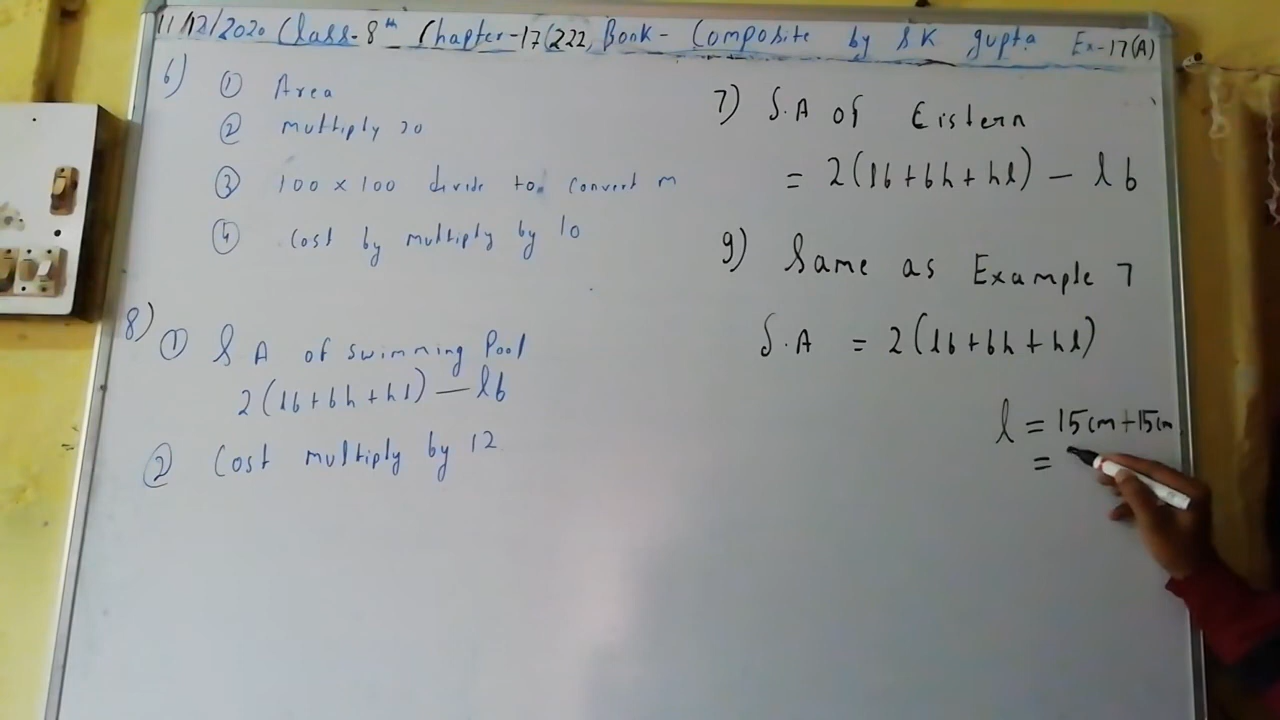 11/12/2020 Class-8th Chapter-17(222, Book- Composite by S K gupta Ex-17(A)
6) ① Area
② multiply 20
③ 100 x 100 divide to convert m
④ Cost by multiply by 10
8) ① S A of swimming Pool
2(lb+bh+hl) — lb
② Cost multiply by 12
7) S.A of Cistern
= 2(lb+bh+hl) — lb
9) Same as Example 7
S.A = 2(lb+bh+hl)
l = 15cm+15cm
=